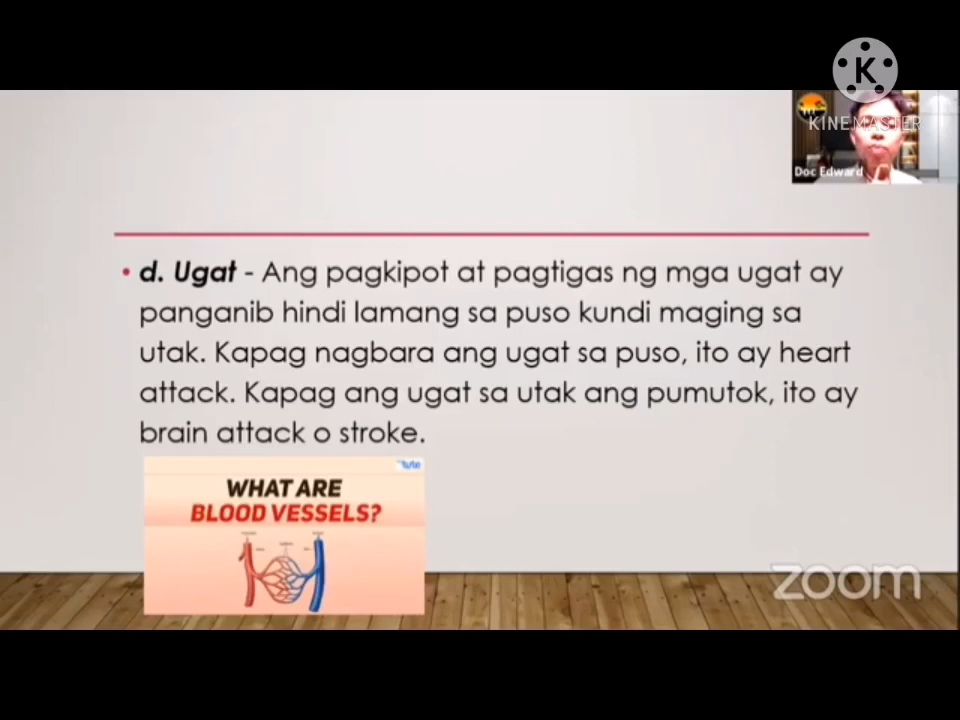 K
KINEMASTER
Doc Edward
• d. Ugat - Ang pagkipot at pagtigas ng mga ugat ay
panganib hindi lamang sa puso kundi maging sa
utak. Kapag nagbara ang ugat sa puso, ito ay heart
attack. Kapag ang ugat sa utak ang pumutok, ito ay
brain attack o stroke.
WHAT ARE
BLOOD VESSELS?
zoom